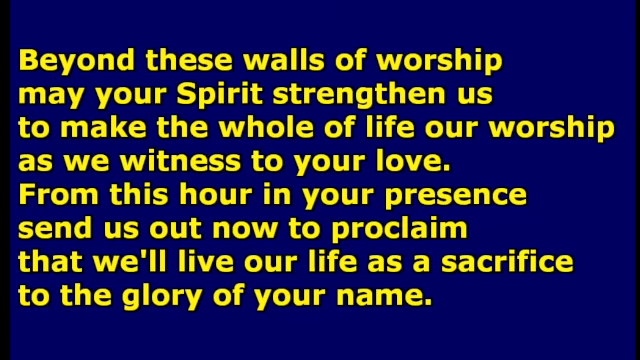 Beyond these walls of worship
may your Spirit strengthen us
to make the whole of life our worship
as we witness to your love.
From this hour in your presence
send us out now to proclaim
that we'll live our life as a sacrifice
to the glory of your name.